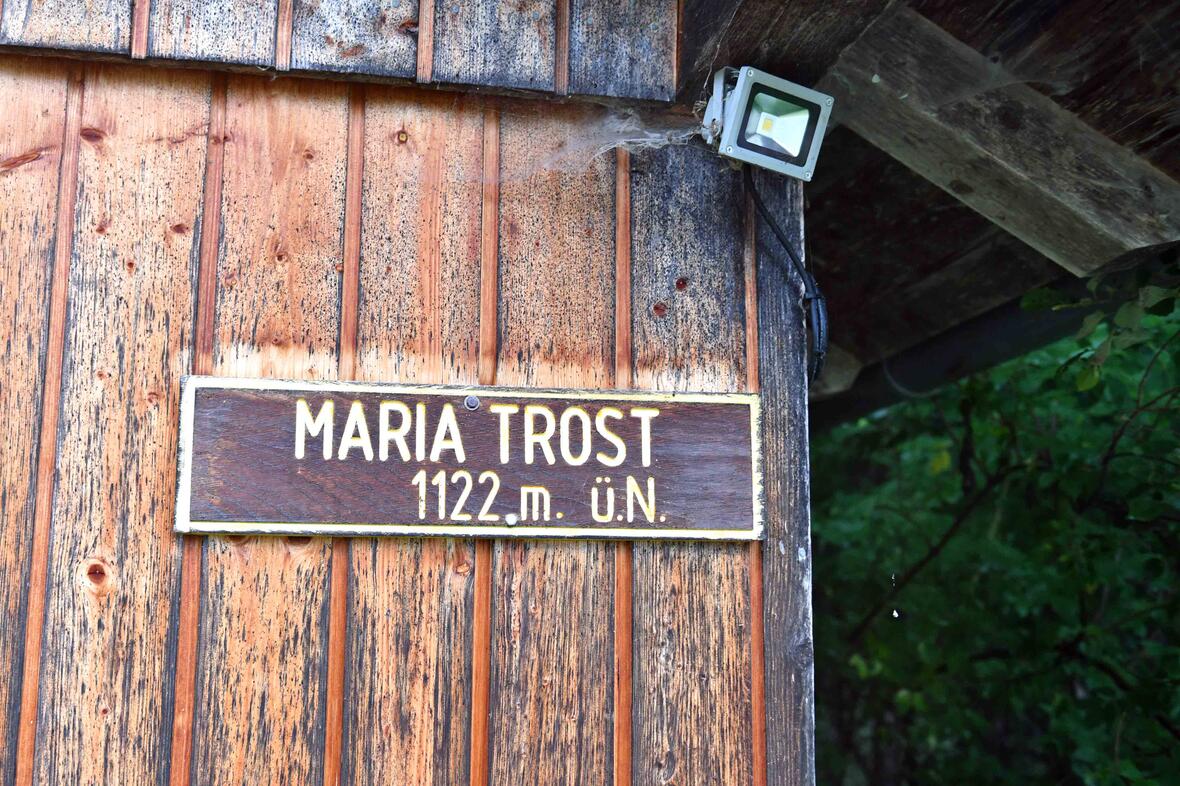 MARIA TROST
1122 m. ü.N.